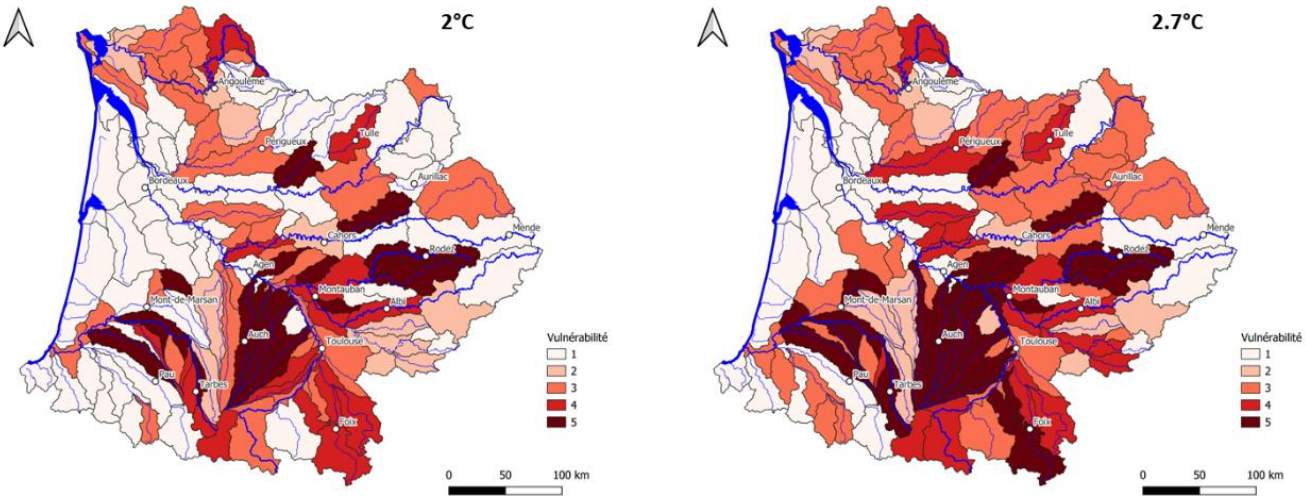 2°C
Angoulême
Périgueux
Tulle
Bordeaux
Aurillac
Cahors
Mende
Rodez
Agen
Montauban
Albi
Mont-de-Marsan
Auch
Toulouse
Pau
Tarbes
Foix
Vulnérabilité
1
2
3
4
5
0 50 100 km
2.7°C
Angoulême
Périgueux
Tulle
Bordeaux
Aurillac
Cahors
Mende
Rodez
Agen
Montauban
Albi
Mont-de-Marsan
Auch
Toulouse
Pau
Tarbes
Foix
Vulnérabilité
1
2
3
4
5
0 50 100 km